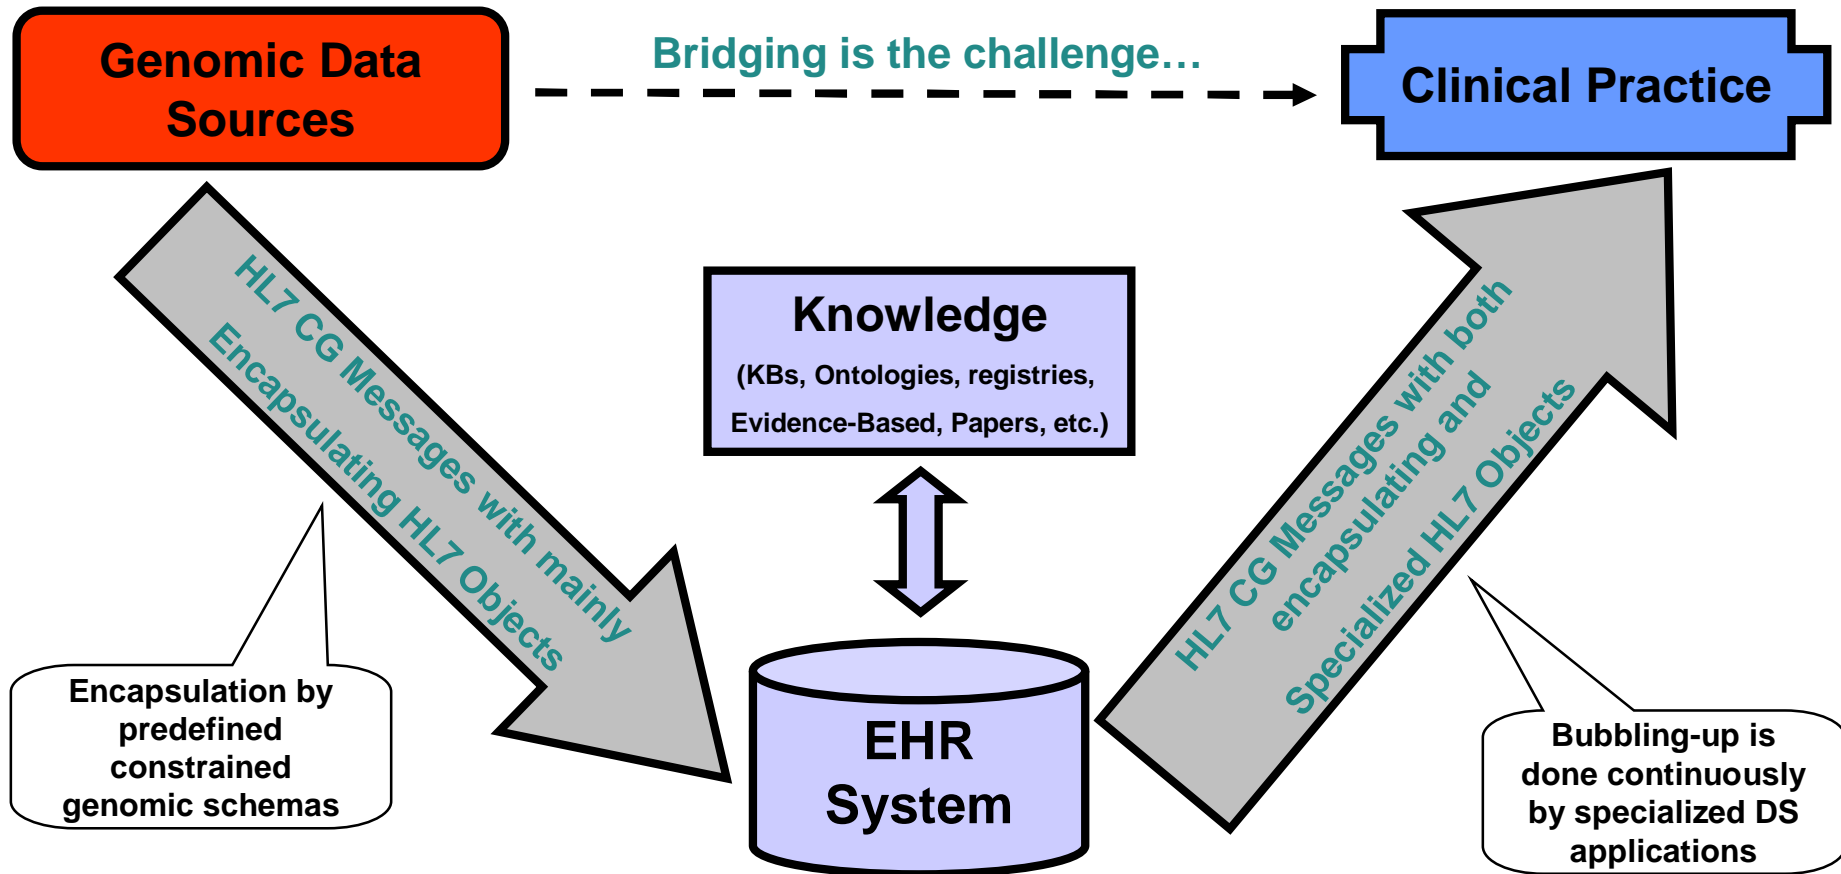 Genomic Data
Sources
Bridging is the challenge…
Clinical Practice
HL7 CG Messages with mainly
Encapsulating HL7 Objects
Knowledge
(KBs, Ontologies, registries,
Evidence-Based, Papers, etc.)
HL7 CG Messages with both
encapsulating and
Specialized HL7 Objects
Encapsulation by
predefined
constrained
genomic schemas
EHR
System
Bubbling-up is
done continuously
by specialized DS
applications